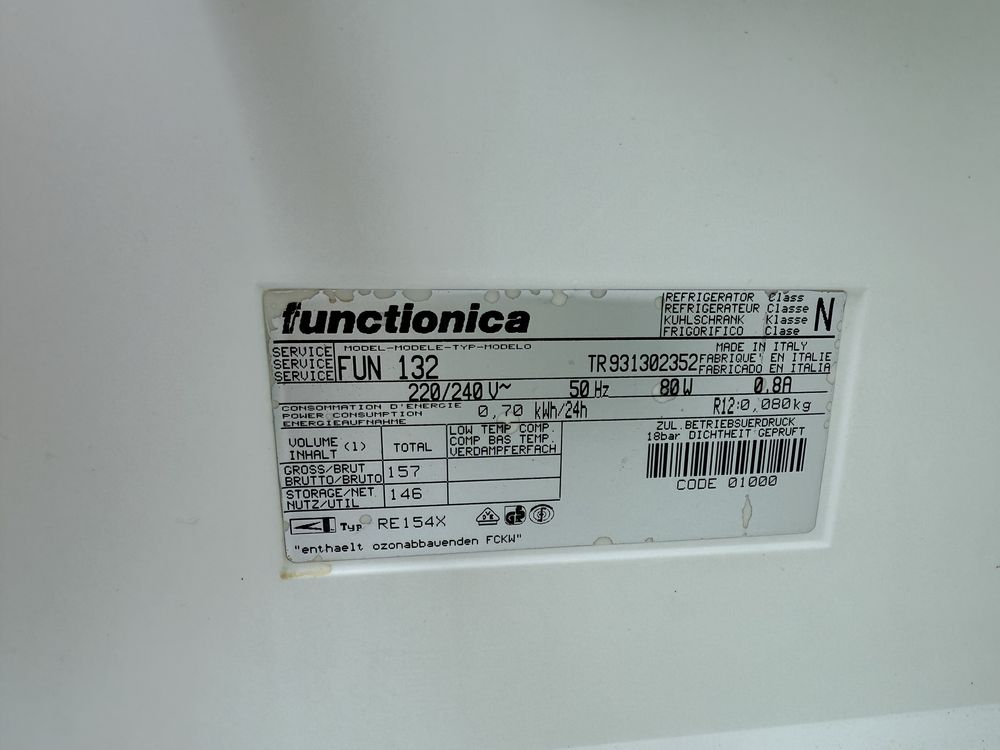 functionica
REFRIGERATOR Class
REFRIGERATEUR Classe
KUHLSCHRANK Klasse
FRIGORIFICO Clase
N
SERVICE
SERVICE
SERVICE
MODEL-MODELE-TYP-MODELO
FUN 132
TR 931302352
MADE IN ITALY
FABRIQUE' EN ITALIE
FABRICADO EN ITALIA
220/240 V~ 50 Hz 80 W 0.8A
CONSOMMATION D'ENERGIE
POWER CONSUMPTION
ENERGIEAUFNAHME
0,70 kWh/24h
R12:0,080kg
VOLUME
INHALT (l)
TOTAL
LOW TEMP COMP.
COMP BAS TEMP.
VERDAMPFERFACH
GROSS/BRUT
BRUTTO/BRUTO
157
STORAGE/NET
NUTZ/UTIL
146
ZUL.BETRIEBSUERDRUCK
18bar DICHTHEIT GEPRUFT
CODE 01000
Typ RE154X
"enthaelt ozonabbauenden FCKW"